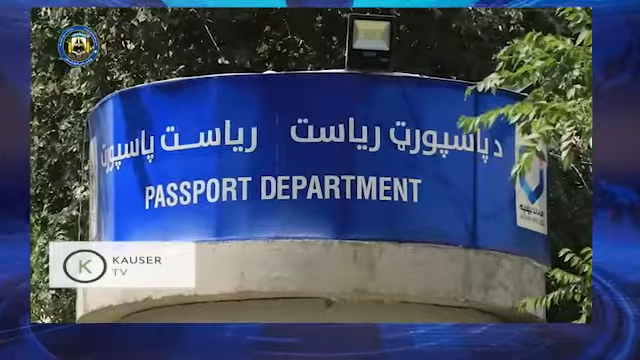 د پاسپورټ ریاست
ریاست پاسپورت
PASSPORT DEPARTMENT
K
KAUSER
TV